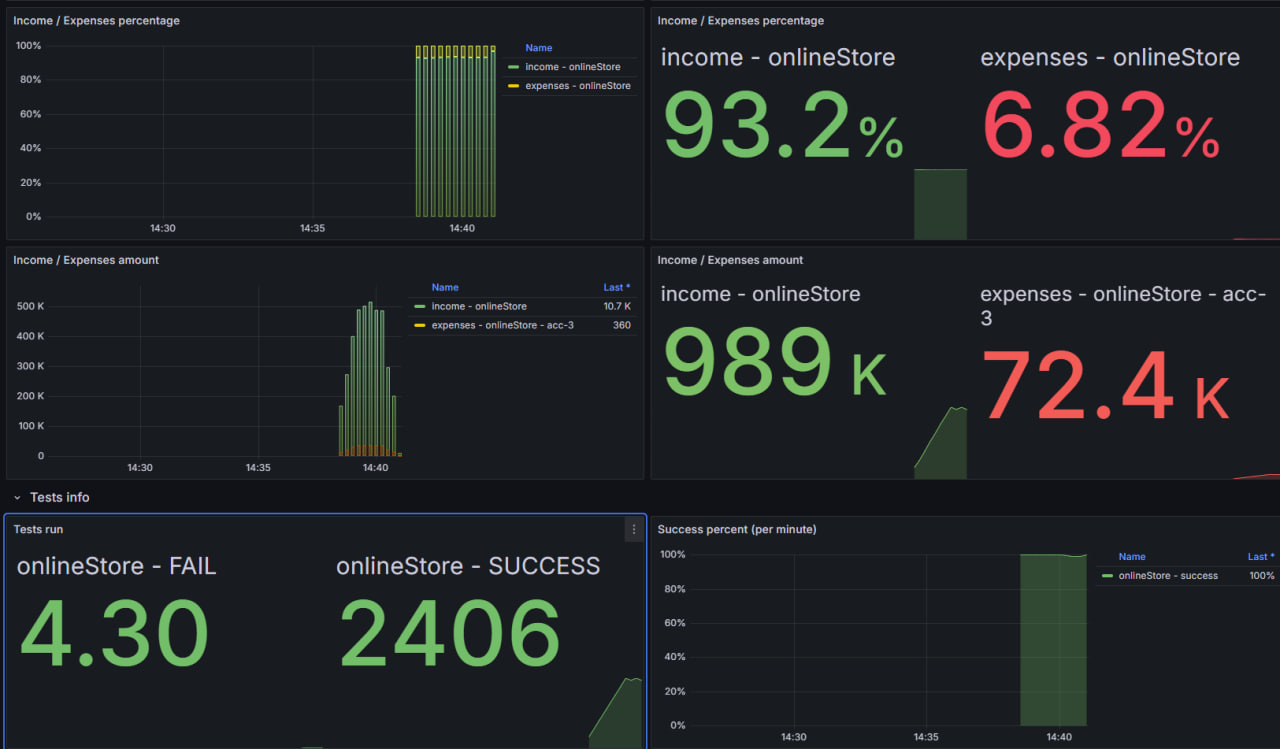 Income / Expenses percentage
100%
80%
60%
40%
20%
0%
14:30
14:35
14:40
Name
income - onlineStore
expenses - onlineStore
Income / Expenses percentage
income - onlineStore
93.2%
expenses - onlineStore
6.82%
Income / Expenses amount
500 K
400 K
300 K
200 K
100 K
0
14:30
14:35
14:40
Name Last *
income - onlineStore 10.7 K
expenses - onlineStore - acc-3 360
Income / Expenses amount
income - onlineStore
989 K
expenses - onlineStore - acc-
3
72.4 K
Tests info
Tests run
onlineStore - FAIL
4.30
onlineStore - SUCCESS
2406
Success percent (per minute)
100%
80%
60%
40%
20%
0%
14:30
14:35
14:40
Name Last *
onlineStore - success 100%